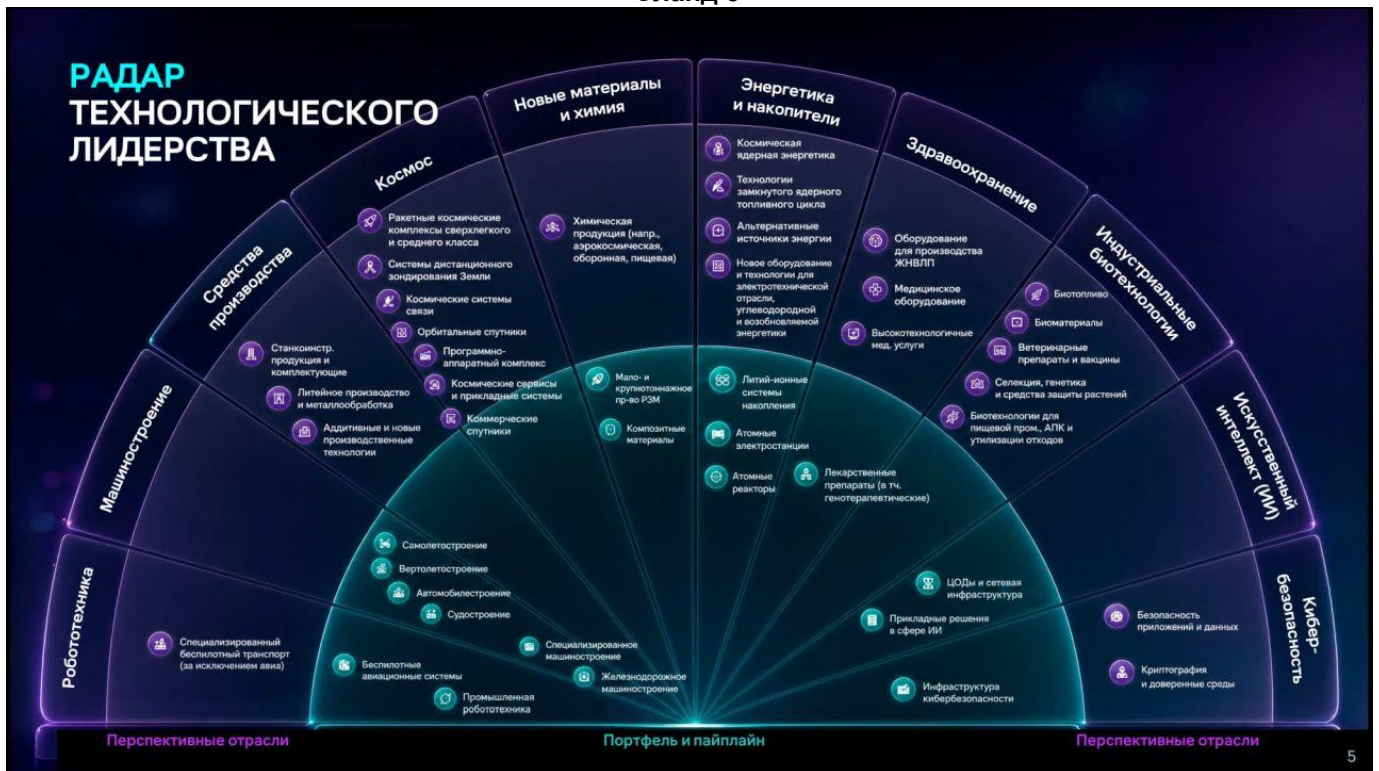 РАДАР
ТЕХНОЛОГИЧЕСКОГО
ЛИДЕРСТВА
Робототехника
Специализированный
беспилотный транспорт
(за исключением авиа)
Беспилотные
авиационные системы
Промышленная
робототехника
Машиностроение
Самолетостроение
Вертолетостроение
Автомобилестроение
Судостроение
Специализированное
машиностроение
Железнодорожное
машиностроение
Средства
производства
Станкоинстр.
продукция и
комплектующие
Литейное производство
и металлообработка
Аддитивные и новые
производственные
технологии
Космос
Ракетные космические
комплексы сверхлегкого
и среднего класса
Системы дистанционного
зондирования Земли
Космические системы
связи
Орбитальные спутники
Программно-
аппаратный комплекс
Космические сервисы
и прикладные системы
Коммерческие
спутники
Новые материалы
и химия
Химическая
продукция (напр.,
аэрокосмическая,
оборонная, пищевая)
Мало- и
крупнотоннажное
пр-во РЗМ
Композитные
материалы
Энергетика
и накопители
Космическая
ядерная энергетика
Технологии
замкнутого ядерного
топливного цикла
Альтернативные
источники энергии
Новое оборудование
и технологии для
электротехнической
отрасли,
углеводородной
и возобновляемой
энергетики
Литий-ионные
системы
накопления
Атомные
электростанции
Атомные
реакторы
Здравоохранение
Оборудование
для производства
ЖНВЛП
Медицинское
оборудование
Высокотехнологичные
мед. услуги
Лекарственные
препараты (в тч.
генотерапевтические)
Индустриальные
биотехнологии
Биотопливо
Биоматериалы
Ветеринарные
препараты и вакцины
Селекция, генетика
и средства защиты растений
Биотехнологии для
пищевой пром., АПК и
утилизации отходов
Искусственный
интеллект (ИИ)
ЦОДы и сетевая
инфраструктура
Прикладные решения
в сфере ИИ
Кибер-
безопасность
Безопасность
приложений и данных
Криптография
и доверенные среды
Инфраструктура
кибербезопасности
Перспективные отрасли
Портфель и пайплайн
Перспективные отрасли
5